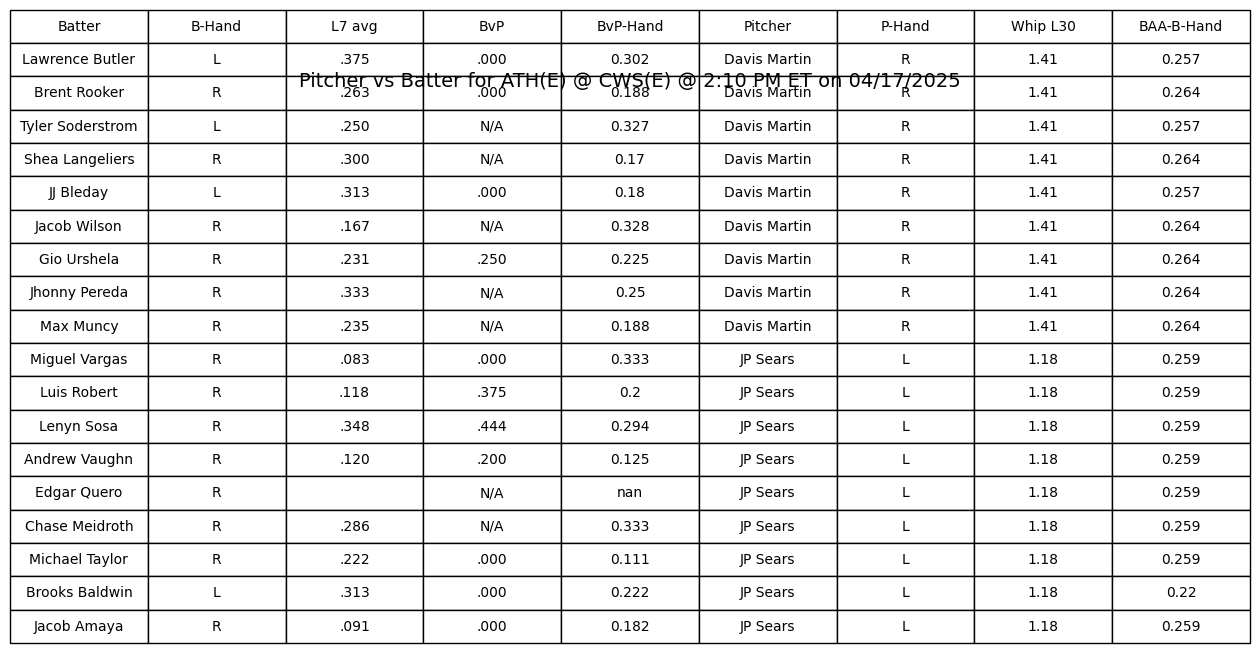 Batter B-Hand L7 avg BvP BvP-Hand Pitcher P-Hand Whip L30 BAA-B-Hand
Lawrence Butler L .375 .000 0.302 Davis Martin R 1.41 0.257
Pitcher vs Batter for ATH(E) @ CWS(E) @ 2:10 PM ET on 04/17/2025
Brent Rooker R .263 .000 0.188 Davis Martin R 1.41 0.264
Tyler Soderstrom L .250 N/A 0.327 Davis Martin R 1.41 0.257
Shea Langeliers R .300 N/A 0.17 Davis Martin R 1.41 0.264
JJ Bleday L .313 .000 0.18 Davis Martin R 1.41 0.257
Jacob Wilson R .167 N/A 0.328 Davis Martin R 1.41 0.264
Gio Urshela R .231 .250 0.225 Davis Martin R 1.41 0.264
Jhonny Pereda R .333 N/A 0.25 Davis Martin R 1.41 0.264
Max Muncy R .235 N/A 0.188 Davis Martin R 1.41 0.264
Miguel Vargas R .083 .000 0.333 JP Sears L 1.18 0.259
Luis Robert R .118 .375 0.2 JP Sears L 1.18 0.259
Lenyn Sosa R .348 .444 0.294 JP Sears L 1.18 0.259
Andrew Vaughn R .120 .200 0.125 JP Sears L 1.18 0.259
Edgar Quero R N/A nan JP Sears L 1.18 0.259
Chase Meidroth R .286 N/A 0.333 JP Sears L 1.18 0.259
Michael Taylor R .222 .000 0.111 JP Sears L 1.18 0.259
Brooks Baldwin L .313 .000 0.222 JP Sears L 1.18 0.22
Jacob Amaya R .091 .000 0.182 JP Sears L 1.18 0.259